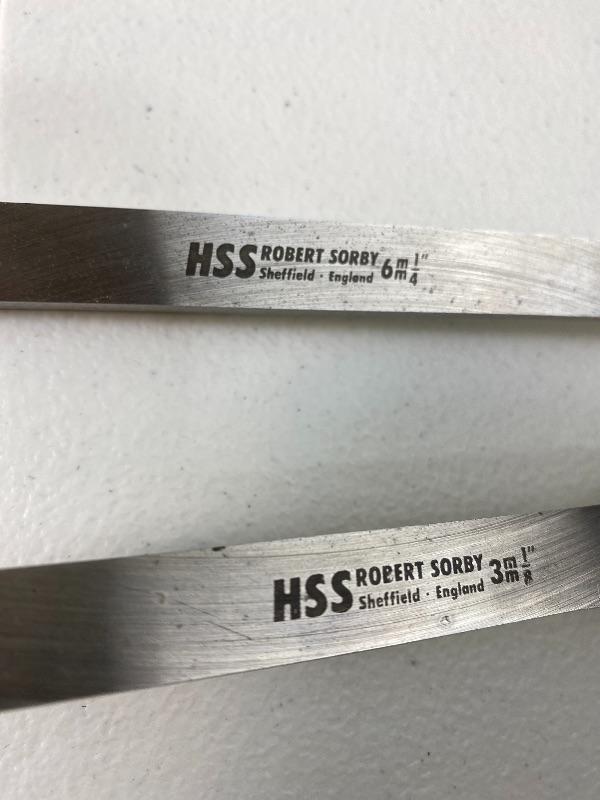 HSS ROBERT SORBY 6mm 1/4"
Sheffield · England
HSS ROBERT SORBY 3mm 1/8"
Sheffield · England